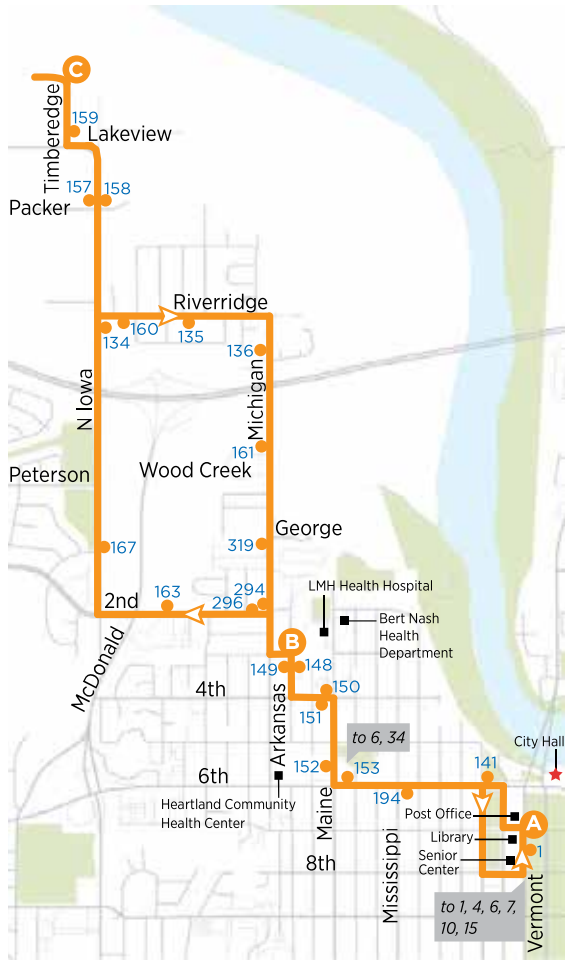 C
159
Lakeview
Timberedge
157
158
Packer
Riverridge
160
134
135
136
N Iowa
Michigan
161
Peterson
Wood Creek
George
319
167
LMH Health Hospital
163
294
296
2nd
Bert Nash
Health
Department
McDonald
B
149
148
4th
150
151
Arkansas
to 6, 34
City Hall
152
153
141
6th
194
Heartland Community
Health Center
Maine
Post Office
A
Library
1
Senior
Center
8th
Mississippi
to 1, 4, 6, 7,
10, 15
Vermont